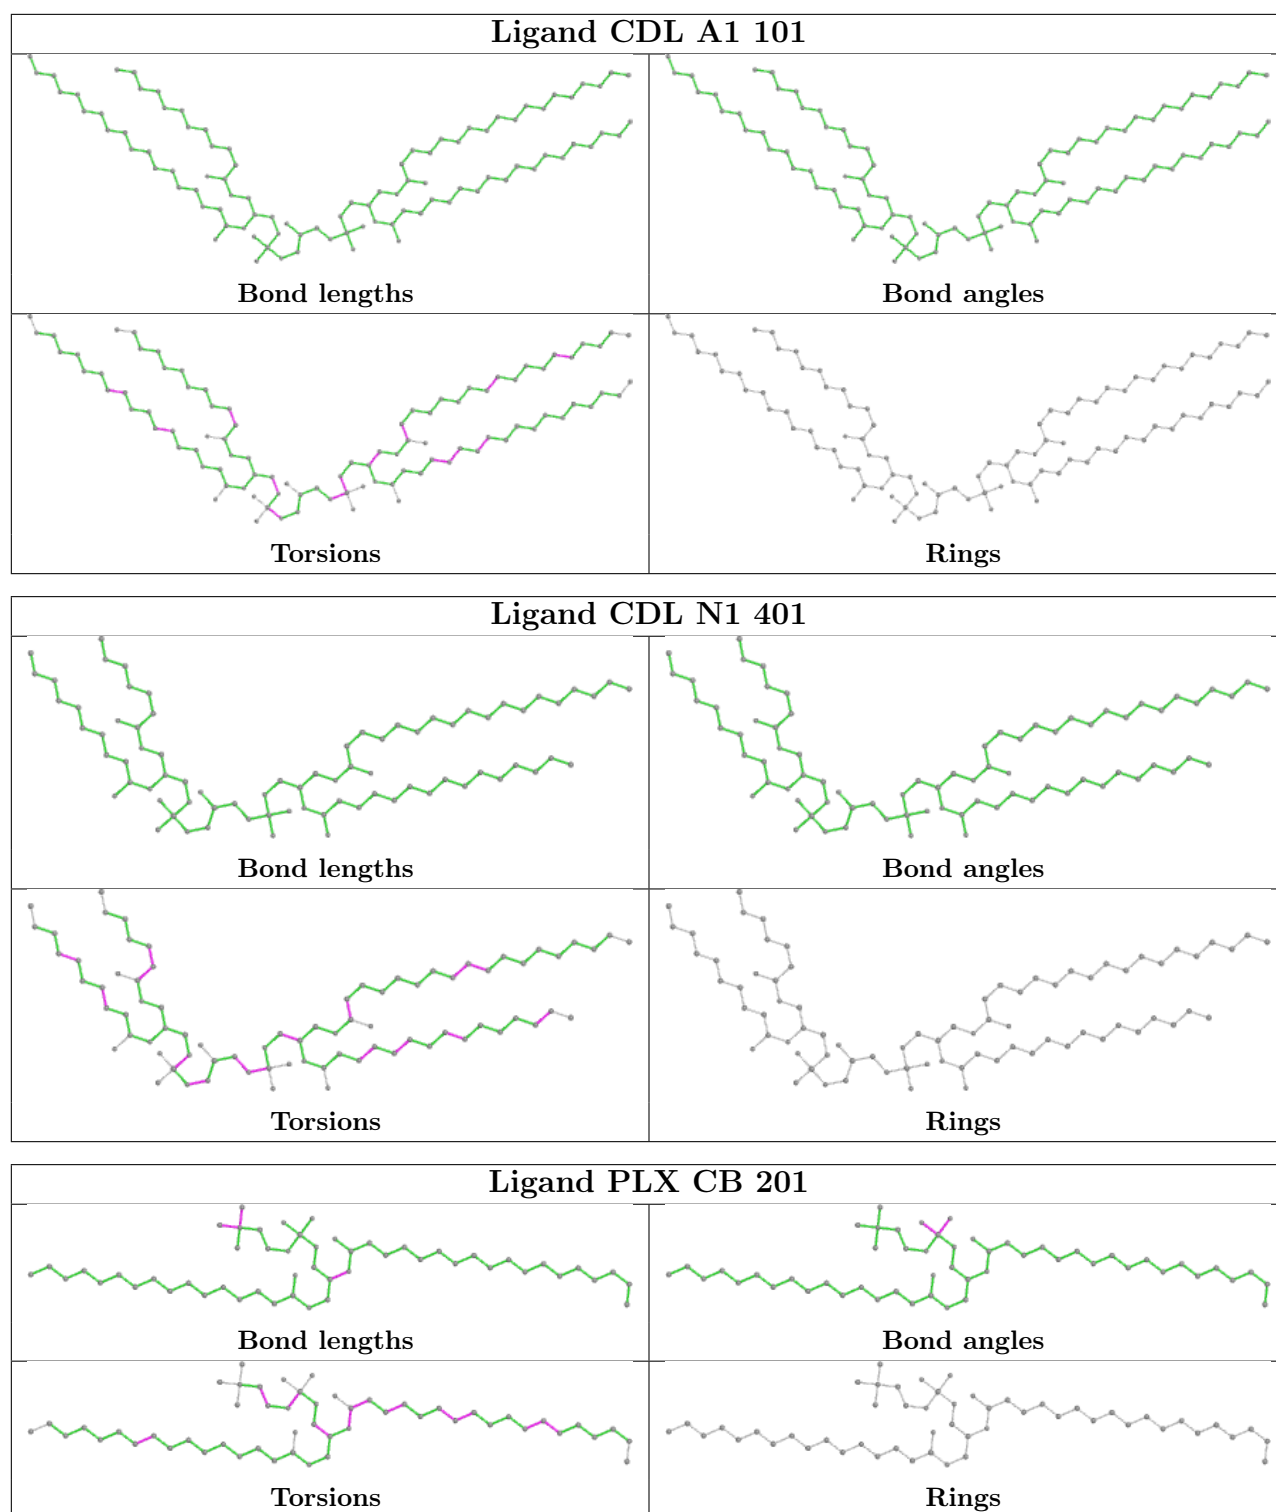 Ligand CDL A1 101
Bond lengths
Bond angles
Torsions
Rings
Ligand CDL N1 401
Bond lengths
Bond angles
Torsions
Rings
Ligand PLX CB 201
Bond lengths
Bond angles
Torsions
Rings